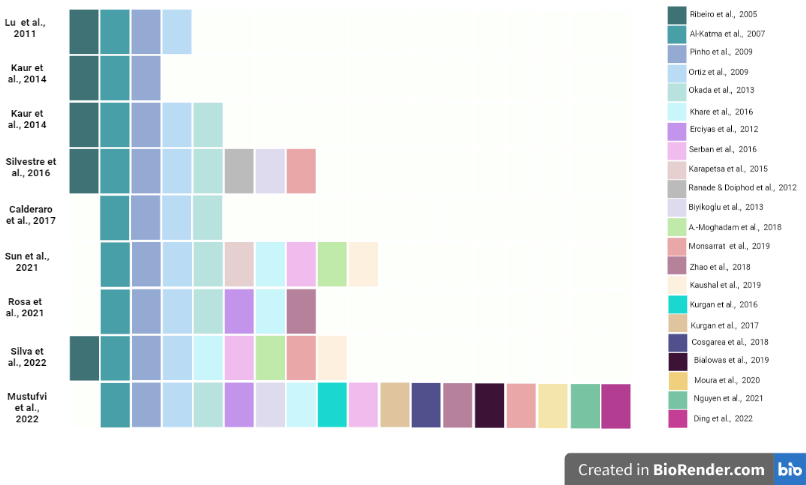 Lu et al.,
2011
Kaur et
al., 2014
Kaur et
al., 2014
Silvestre et
al., 2016
Calderaro
et al., 2017
Sun et al.,
2021
Rosa et
al., 2021
Silva et
al., 2022
Mustufvi
et al.,
2022
Ribeiro et al., 2005
Al-Katma et al., 2007
Pinho et al., 2009
Ortiz et al., 2009
Okada et al., 2013
Khare et al., 2016
Erciyas et al., 2012
Serban et al., 2016
Karapetsa et al., 2015
Ranade & Doiphod et al., 2012
Biyikoglu et al., 2013
A.-Moghadam et al., 2018
Monsarrat et al., 2019
Zhao et al., 2018
Kaushal et al., 2019
Kurgan et al., 2016
Kurgan et al., 2017
Cosgarea et al., 2018
Bialowas et al., 2019
Moura et al., 2020
Nguyen et al., 2021
Ding et al., 2022
Created in BioRender.com bio